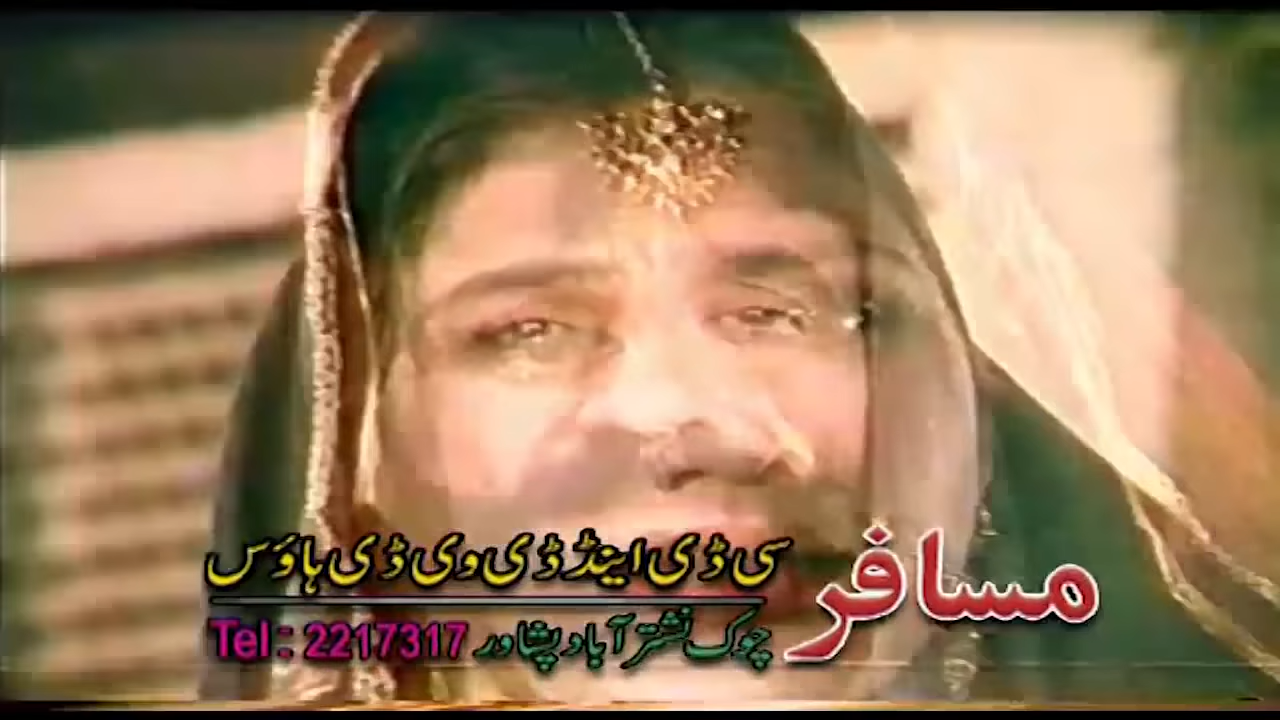 مسافر
سی ڈی اینڈ ڈی وی ڈی ہاؤس
چوک نشتر آباد پشاور Tel : 2217317